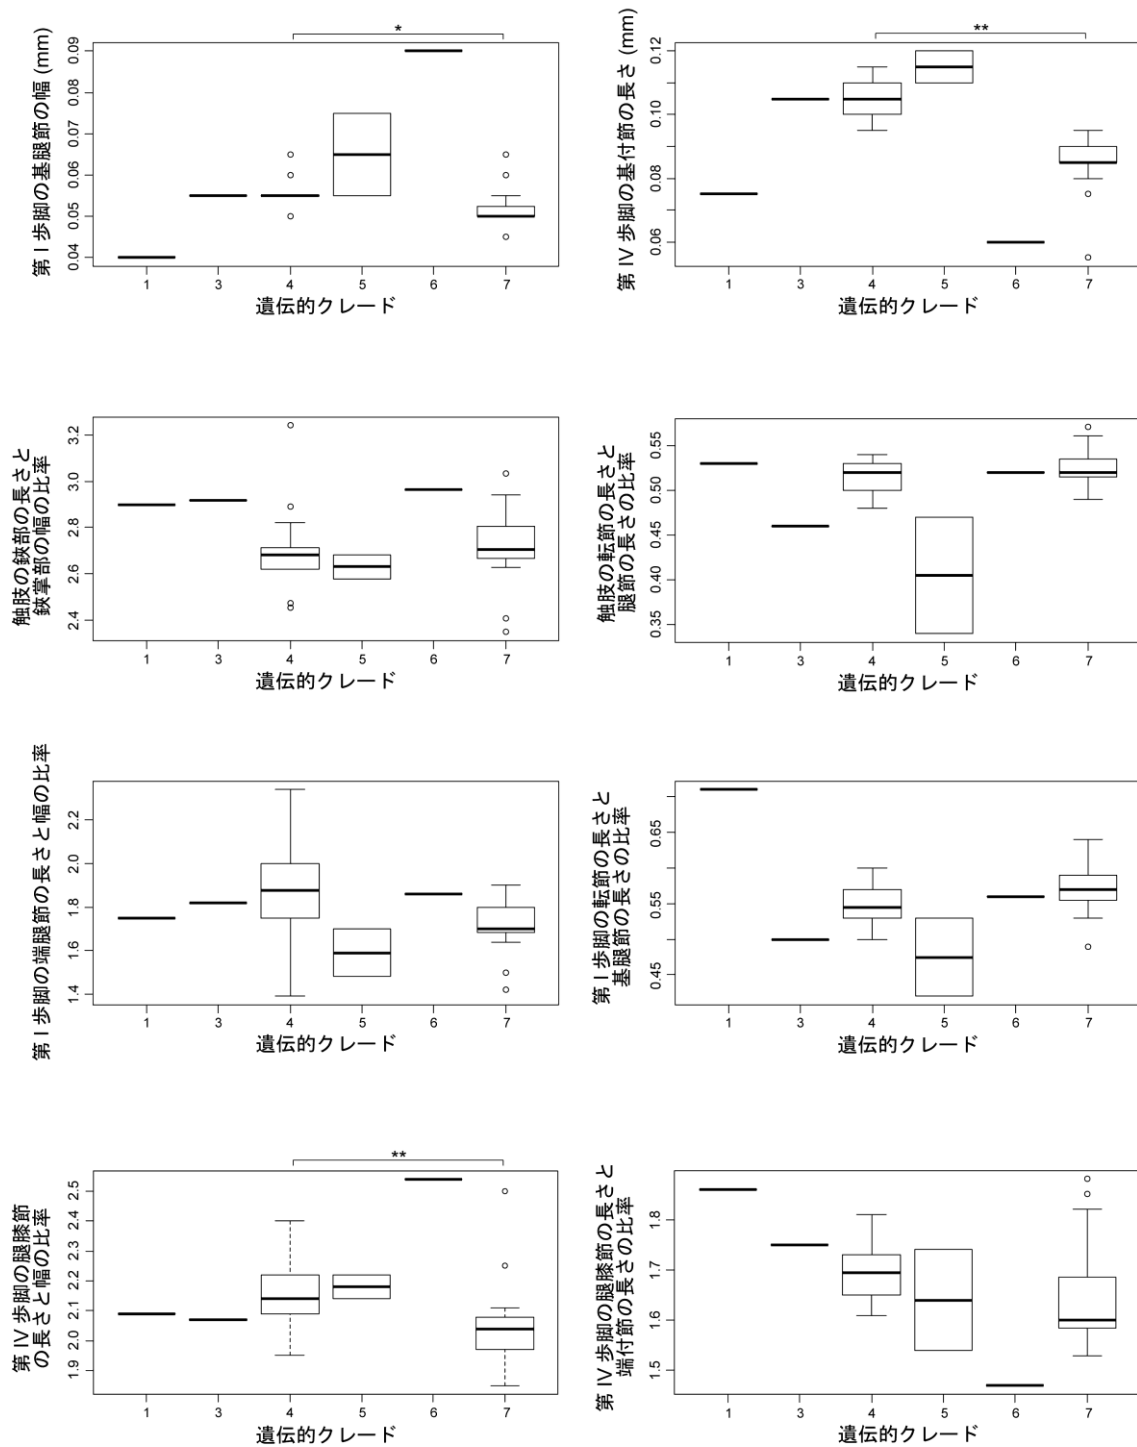 *
第 I 歩脚の基腿節の幅 (mm)
0.09
0.08
0.07
0.06
0.05
0.04
1 3 4 5 6 7
遺伝的クレード
**
第 IV 歩脚の基付節の長さ (mm)
0.12
0.10
0.08
0.06
1 3 4 5 6 7
遺伝的クレード
触肢の鋏部の長さと
鋏掌部の幅の比率
3.2
3.0
2.8
2.6
2.4
1 3 4 5 6 7
遺伝的クレード
触肢の転節の長さと
腿節の長さの比率
0.55
0.50
0.45
0.40
0.35
1 3 4 5 6 7
遺伝的クレード
第 I 歩脚の端腿節の長さと幅の比率
2.2
2.0
1.8
1.6
1.4
1 3 4 5 6 7
遺伝的クレード
第 I 歩脚の転節の長さと
基腿節の長さの比率
0.65
0.55
0.45
1 3 4 5 6 7
遺伝的クレード
**
第 IV 歩脚の腿膝節
の長さと幅の比率
2.5
2.4
2.3
2.2
2.1
2.0
1.9
1 3 4 5 6 7
遺伝的クレード
第 IV 歩脚の腿膝節の長さと
端付節の長さの比率
1.8
1.7
1.6
1.5
1 3 4 5 6 7
遺伝的クレード